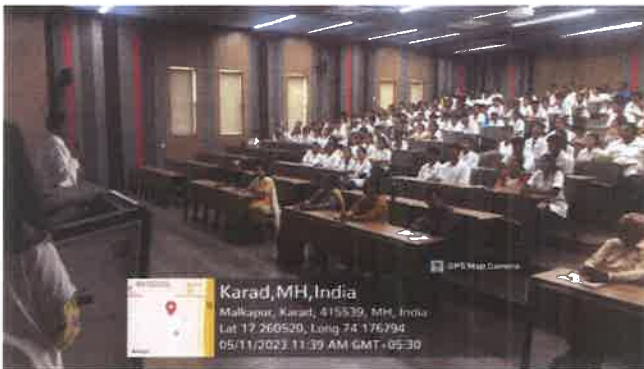 GPS Map Camera
Karad,MH,India
Malkapur, Karad, 415539, MH, India
Lat 17.260520, Long 74.176794
05/11/2023 11:39 AM GMT+05:30